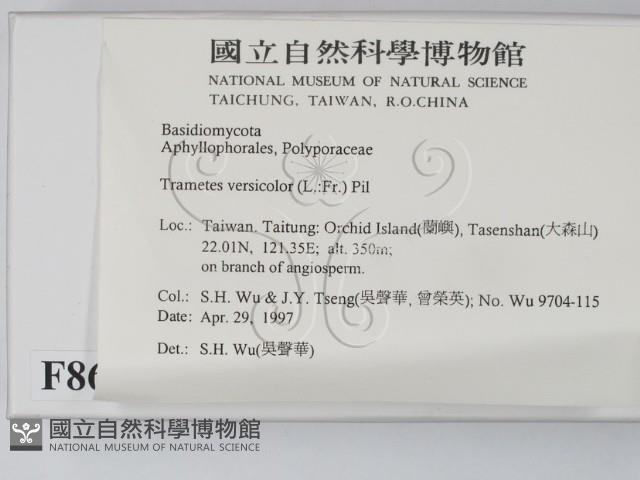 國立自然科學博物館
NATIONAL MUSEUM OF NATURAL SCIENCE
TAICHUNG, TAIWAN, R.O.CHINA
Basidiomycota
Aphyllophorales, Polyporaceae
Trametes versicolor (L.:Fr.) Pil
Loc.: Taiwan. Taitung: Orchid Island(蘭嶼), Tasenshan(大森山)
22.01N, 121.35E; alt. 350m;
on branch of angiosperm.
Col.: S.H. Wu & J.Y. Tseng(吳聲華, 曾榮英); No. Wu 9704-115
Date: Apr. 29, 1997
Det.: S.H. Wu(吳聲華)
F86
國立自然科學博物館
NATIONAL MUSEUM OF NATURAL SCIENCE